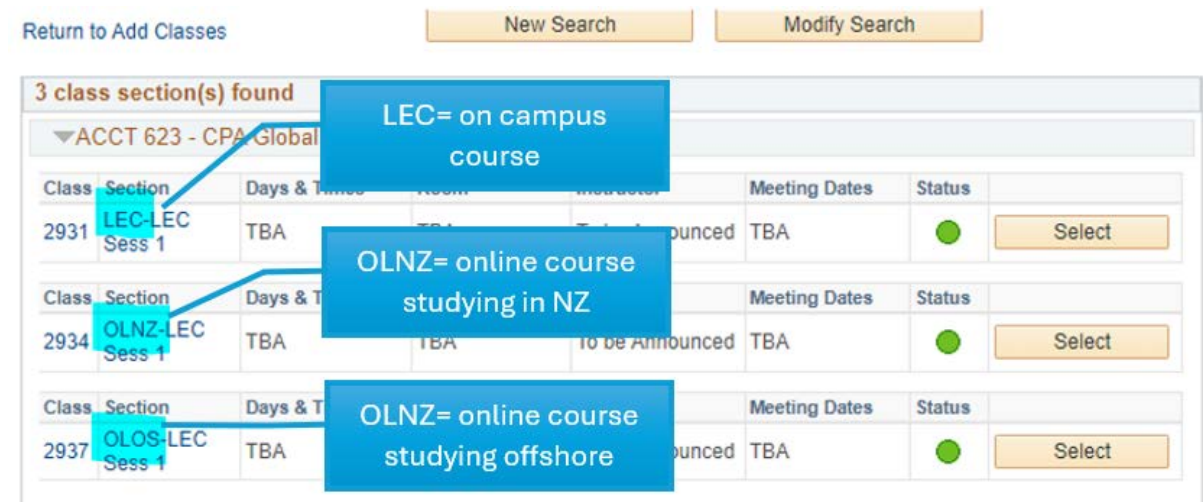 Return to Add Classes New Search Modify Search
3 class section(s) found
ACCT 623 - CPA Global
LEC= on campus
course
Class Section Days & Times Room Instructor Meeting Dates Status
2931 LEC-LEC
Sess 1 TBA TBA To be Announced TBA Select
OLNZ= online course
studying in NZ
Class Section Days & T Meeting Dates Status
2934 OLNZ-LEC
Sess 1 TBA TBA To be Announced TBA Select
OLNZ= online course
studying offshore
Class Section Days & T Meeting Dates Status
2937 OLOS-LEC
Sess 1 TBA ounced TBA Select